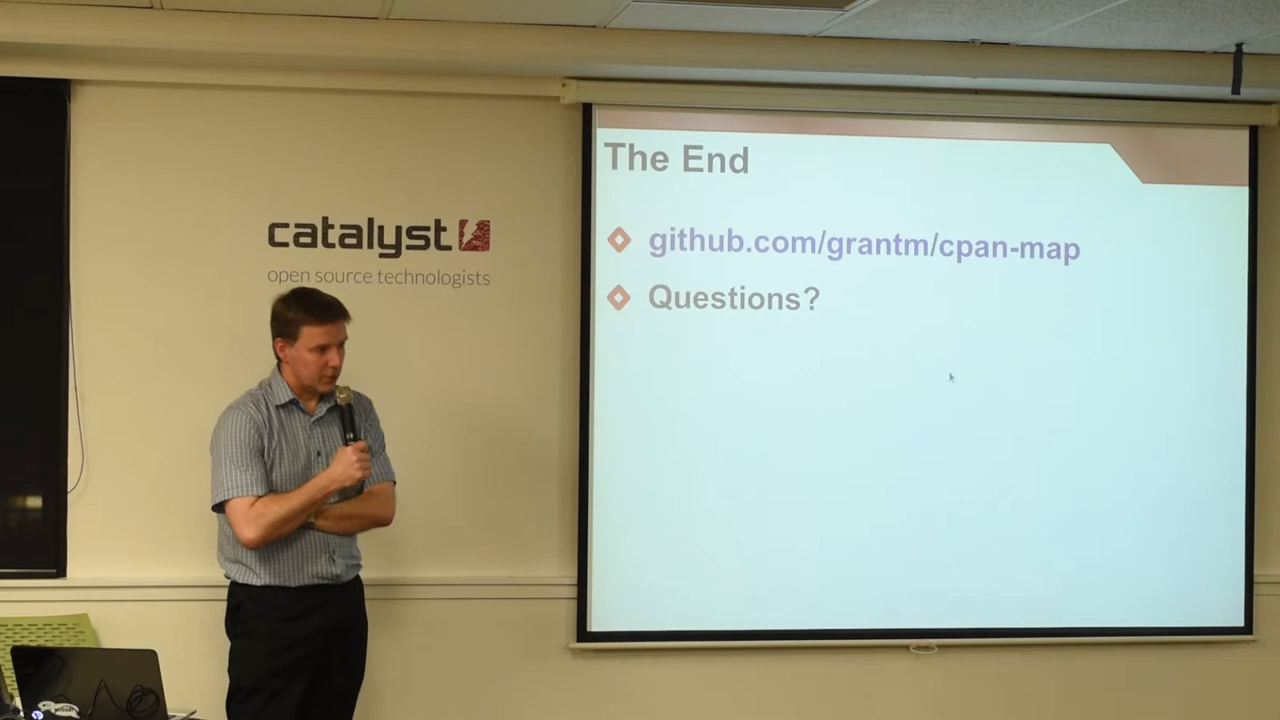 catalyst
open source technologists
The End
github.com/grantm/cpan-map
Questions?